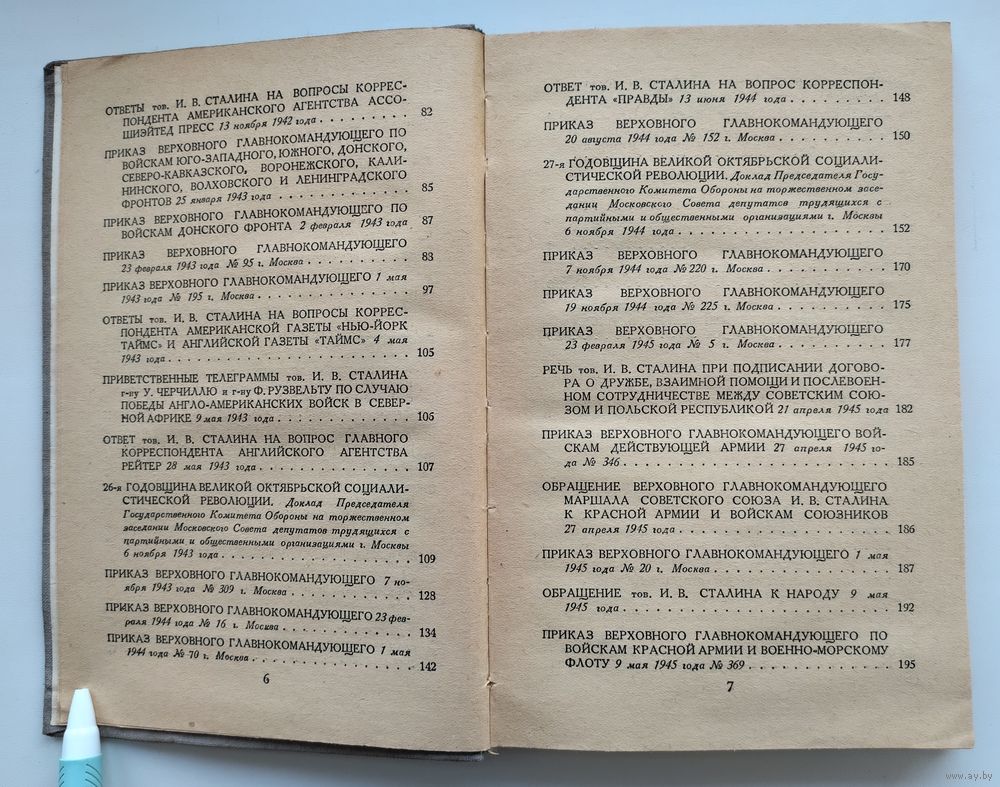 ОТВЕТЫ тов. И. В. СТАЛИНА НА ВОПРОСЫ КОРРЕС-
ПОНДЕНТА АМЕРИКАНСКОГО АГЕНТСТВА АССО-
ШИЭЙТЕД ПРЕСС 13 ноября 1942 года . . . . . . . . . 82
ПРИКАЗ ВЕРХОВНОГО ГЛАВНОКОМАНДУЮЩЕГО ПО
ВОЙСКАМ ЮГО-ЗАПАДНОГО, ЮЖНОГО, ДОНСКОГО,
СЕВЕРО-КАВКАЗСКОГО, ВОРОНЕЖСКОГО, КАЛИ-
НИНСКОГО, ВОЛХОВСКОГО И ЛЕНИНГРАДСКОГО
ФРОНТОВ 25 января 1943 года . . . . . . . . . . . . . 85
ПРИКАЗ ВЕРХОВНОГО ГЛАВНОКОМАНДУЮЩЕГО ПО
ВОЙСКАМ ДОНСКОГО ФРОНТА 2 февраля 1943 года 87
ПРИКАЗ ВЕРХОВНОГО ГЛАВНОКОМАНДУЮЩЕГО
23 февраля 1943 года № 95 г. Москва . . . . . . . . . . 83
ПРИКАЗ ВЕРХОВНОГО ГЛАВНОКОМАНДУЮЩЕГО 1 мая
1943 года № 195 г. Москва . . . . . . . . . . . . . . . 97
ОТВЕТЫ тов. И. В. СТАЛИНА НА ВОПРОСЫ КОРРЕС-
ПОНДЕНТА АМЕРИКАНСКОЙ ГАЗЕТЫ «НЬЮ-ЙОРК
ТАЙМС» И АНГЛИЙСКОЙ ГАЗЕТЫ «ТАЙМС» 4 мая
1943 года . . . . . . . . . . . . . . . . . . . . . . . 105
ПРИВЕТСТВЕННЫЕ ТЕЛЕГРАММЫ тов. И. В. СТАЛИНА
г-ну У. ЧЕРЧИЛЛЮ и г-ну Ф. РУЗВЕЛЬТУ ПО СЛУЧАЮ
ПОБЕДЫ АНГЛО-АМЕРИКАНСКИХ ВОЙСК В СЕВЕР-
НОЙ АФРИКЕ 9 мая 1943 года . . . . . . . . . . . . . 105
ОТВЕТ тов. И. В. СТАЛИНА НА ВОПРОС ГЛАВНОГО
КОРРЕСПОНДЕНТА АНГЛИЙСКОГО АГЕНТСТВА
РЕЙТЕР 28 мая 1943 года . . . . . . . . . . . . . . . 107
26-я ГОДОВЩИНА ВЕЛИКОЙ ОКТЯБРЬСКОЙ СОЦИАЛИ-
СТИЧЕСКОЙ РЕВОЛЮЦИИ. Доклад Председателя
Государственного Комитета Обороны на торжественном
заседании Московского Совета депутатов трудящихся с
партийными и общественными организациями г. Москвы
6 ноября 1943 года . . . . . . . . . . . . . . . . . . 109
ПРИКАЗ ВЕРХОВНОГО ГЛАВНОКОМАНДУЮЩЕГО 7 но-
ября 1943 года № 309 г. Москва . . . . . . . . . . . . 128
ПРИКАЗ ВЕРХОВНОГО ГЛАВНОКОМАНДУЮЩЕГО 23 фев-
раля 1944 года № 16 г. Москва . . . . . . . . . . . . . 134
ПРИКАЗ ВЕРХОВНОГО ГЛАВНОКОМАНДУЮЩЕГО 1 мая
1944 года № 70 г. Москва . . . . . . . . . . . . . . . 142
6
ОТВЕТ тов. И. В. СТАЛИНА НА ВОПРОС КОРРЕСПОН-
ДЕНТА «ПРАВДЫ» 13 июня 1944 года . . . . . . . . . 148
ПРИКАЗ ВЕРХОВНОГО ГЛАВНОКОМАНДУЮЩЕГО
20 августа 1944 года № 152 г. Москва . . . . . . . . . . 150
27-я ГОДОВЩИНА ВЕЛИКОЙ ОКТЯБРЬСКОЙ СОЦИАЛИ-
СТИЧЕСКОЙ РЕВОЛЮЦИИ. Доклад Председателя Госу-
дарственного Комитета Обороны на торжественном засе-
дании Московского Совета депутатов трудящихся с
партийными и общественными организациями г. Москвы
6 ноября 1944 года . . . . . . . . . . . . . . . . . . 152
ПРИКАЗ ВЕРХОВНОГО ГЛАВНОКОМАНДУЮЩЕГО
7 ноября 1944 года № 220 г. Москва . . . . . . . . . . 170
ПРИКАЗ ВЕРХОВНОГО ГЛАВНОКОМАНДУЮЩЕГО
19 ноября 1944 года № 225 г. Москва . . . . . . . . . . 175
ПРИКАЗ ВЕРХОВНОГО ГЛАВНОКОМАНДУЮЩЕГО
23 февраля 1945 года № 5 г. Москва . . . . . . . . . . 177
РЕЧЬ тов. И. В. СТАЛИНА ПРИ ПОДПИСАНИИ ДОГОВО-
РА О ДРУЖБЕ, ВЗАИМНОЙ ПОМОЩИ И ПОСЛЕВОЕН-
НОМ СОТРУДНИЧЕСТВЕ МЕЖДУ СОВЕТСКИМ СОЮ-
ЗОМ И ПОЛЬСКОЙ РЕСПУБЛИКОЙ 21 апреля 1945 года 182
ПРИКАЗ ВЕРХОВНОГО ГЛАВНОКОМАНДУЮЩЕГО ВОЙ-
СКАМ ДЕЙСТВУЮЩЕЙ АРМИИ 27 апреля 1945 го-
да № 346 . . . . . . . . . . . . . . . . . . . . . . . 185
ОБРАЩЕНИЕ ВЕРХОВНОГО ГЛАВНОКОМАНДУЮЩЕГО
МАРШАЛА СОВЕТСКОГО СОЮЗА И. В. СТАЛИНА
К КРАСНОЙ АРМИИ И ВОЙСКАМ СОЮЗНИКОВ
27 апреля 1945 года . . . . . . . . . . . . . . . . . . 186
ПРИКАЗ ВЕРХОВНОГО ГЛАВНОКОМАНДУЮЩЕГО 1 мая
1945 года № 20 г. Москва . . . . . . . . . . . . . . . 187
ОБРАЩЕНИЕ тов. И. В. СТАЛИНА К НАРОДУ 9 мая
1945 года . . . . . . . . . . . . . . . . . . . . . . . 192
ПРИКАЗ ВЕРХОВНОГО ГЛАВНОКОМАНДУЮЩЕГО ПО
ВОЙСКАМ КРАСНОЙ АРМИИ И ВОЕННО-МОРСКОМУ
ФЛОТУ 9 мая 1945 года № 369 . . . . . . . . . . . . . 195
7
www.ay.by